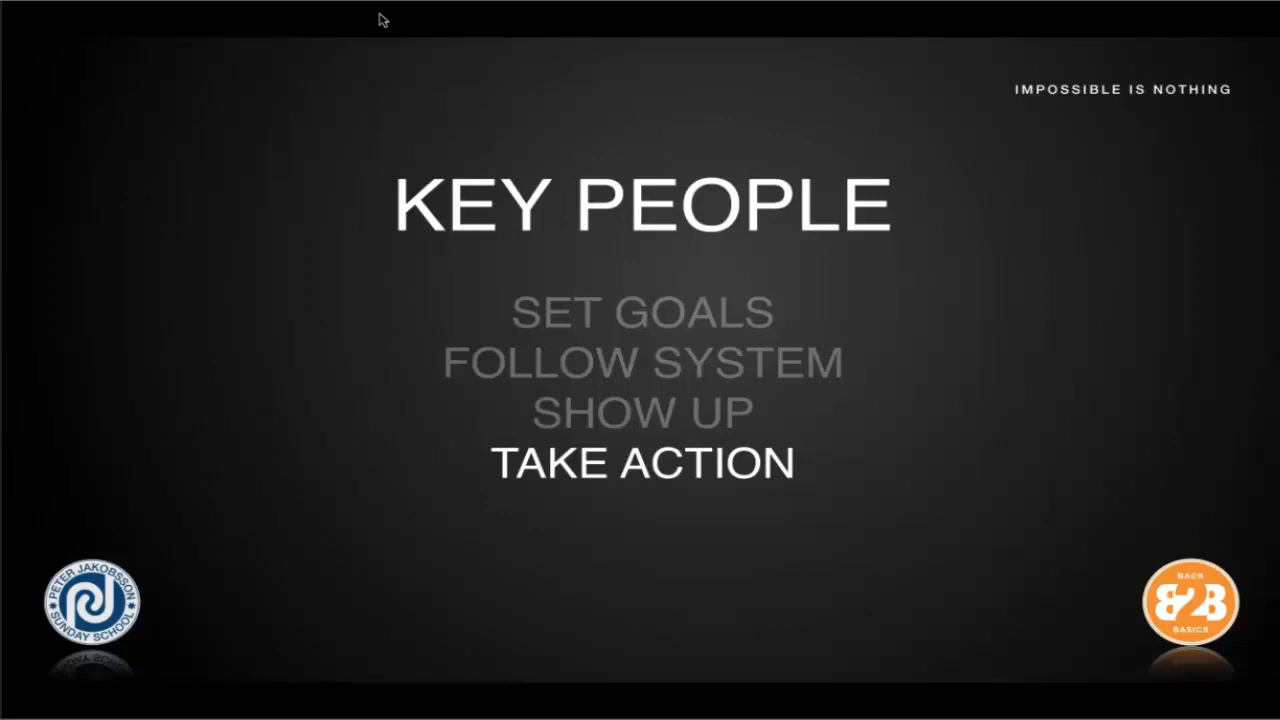 IMPOSSIBLE IS NOTHING
KEY PEOPLE
SET GOALS
FOLLOW SYSTEM
SHOW UP
TAKE ACTION
PETER JAKOBSSON
SUNDAY SCHOOL
BACK
B2B
BASICS